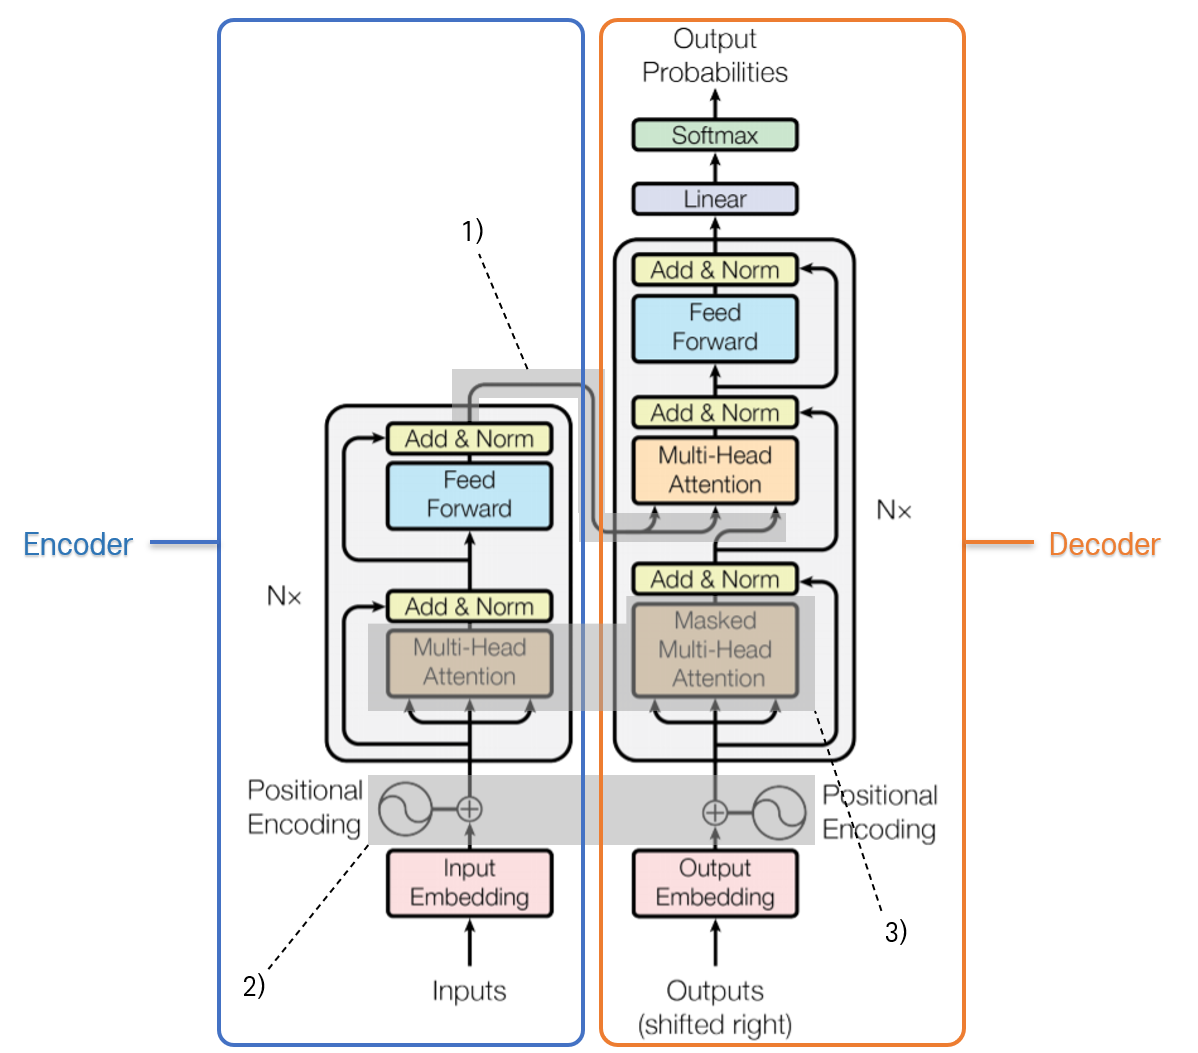 Output
Probabilities
Softmax
Linear
1)
Add & Norm
Feed
Forward
Add & Norm
Multi-Head
Attention
Nx
Add & Norm
Masked
Multi-Head
Attention
Add & Norm
Feed
Forward
Add & Norm
Multi-Head
Attention
Nx
Encoder
Decoder
Positional
Encoding
Positional
Encoding
Input
Embedding
Output
Embedding
2)
3)
Inputs
Outputs
(shifted right)